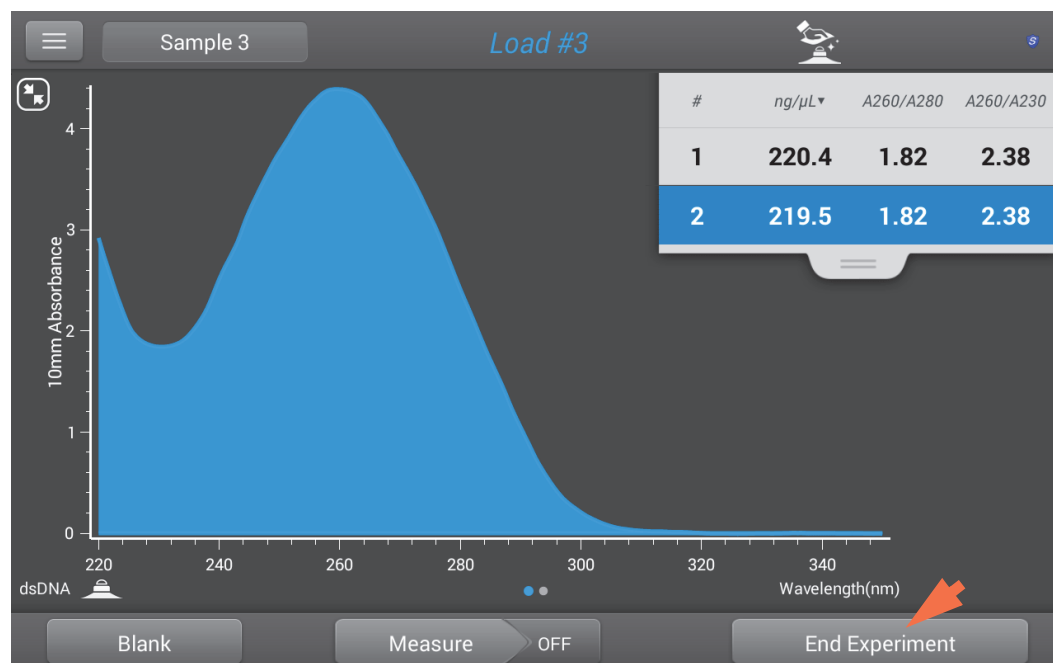 Sample 3
Load #3
S
# ng/µL▾ A260/A280 A260/A230
1 220.4 1.82 2.38
2 219.5 1.82 2.38
10mm Absorbance
4
3
2
1
0
220 240 260 280 300 320 340
dsDNA
Wavelength(nm)
Blank
Measure
OFF
End Experiment